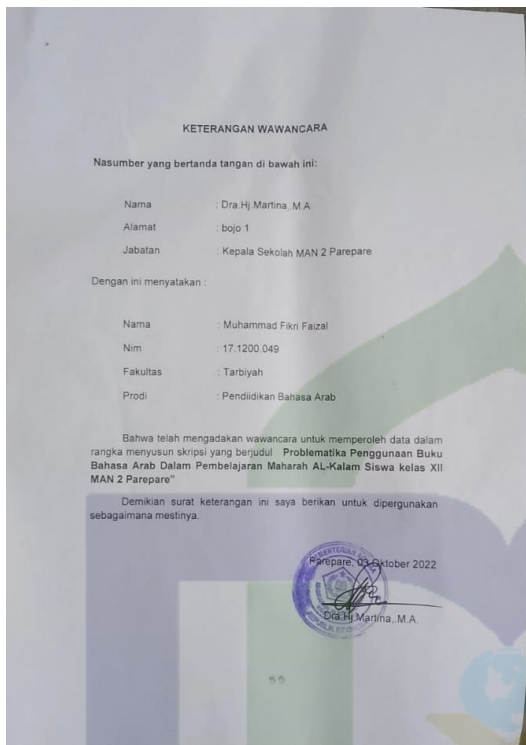 KETERANGAN WAWANCARA
Nasumber yang bertanda tangan di bawah ini:
Nama : Dra.Hj.Martina,.M.A.
Alamat : bojo 1
Jabatan : Kepala Sekolah MAN 2 Parepare
Dengan ini menyatakan :
Nama : Muhammad Fikri Faizal
Nim : 17.1200.049
Fakultas : Tarbiyah
Prodi : Pendiidikan Bahasa Arab
Bahwa telah mengadakan wawancara untuk memperoleh data dalam
rangka menyusun skripsi yang berjudul Problematika Penggunaan Buku
Bahasa Arab Dalam Pembelajaran Maharah AL-Kalam Siswa kelas XII
MAN 2 Parepare"
Demikian surat keterangan ini saya berikan untuk dipergunakan
sebagaimana mestinya.
Parepare, 03 Oktober 2022
Dra.Hj.Martina,.M.A.